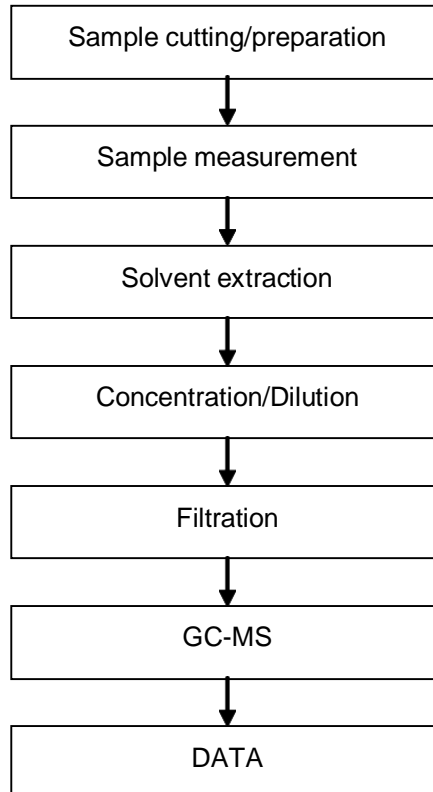 Sample cutting/preparation
Sample measurement
Solvent extraction
Concentration/Dilution
Filtration
GC-MS
DATA